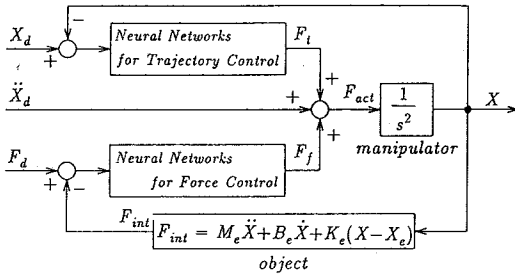 X_d
−
+
Neural Networks
for Trajectory Control
F_t
+
Ẍ_d
+
F_act
1
s²
X
manipulator
+
F_d
+
−
Neural Networks
for Force Control
F_f
F_int
F_int = M_e Ẍ + B_e Ẋ + K_e (X − X_e)
object